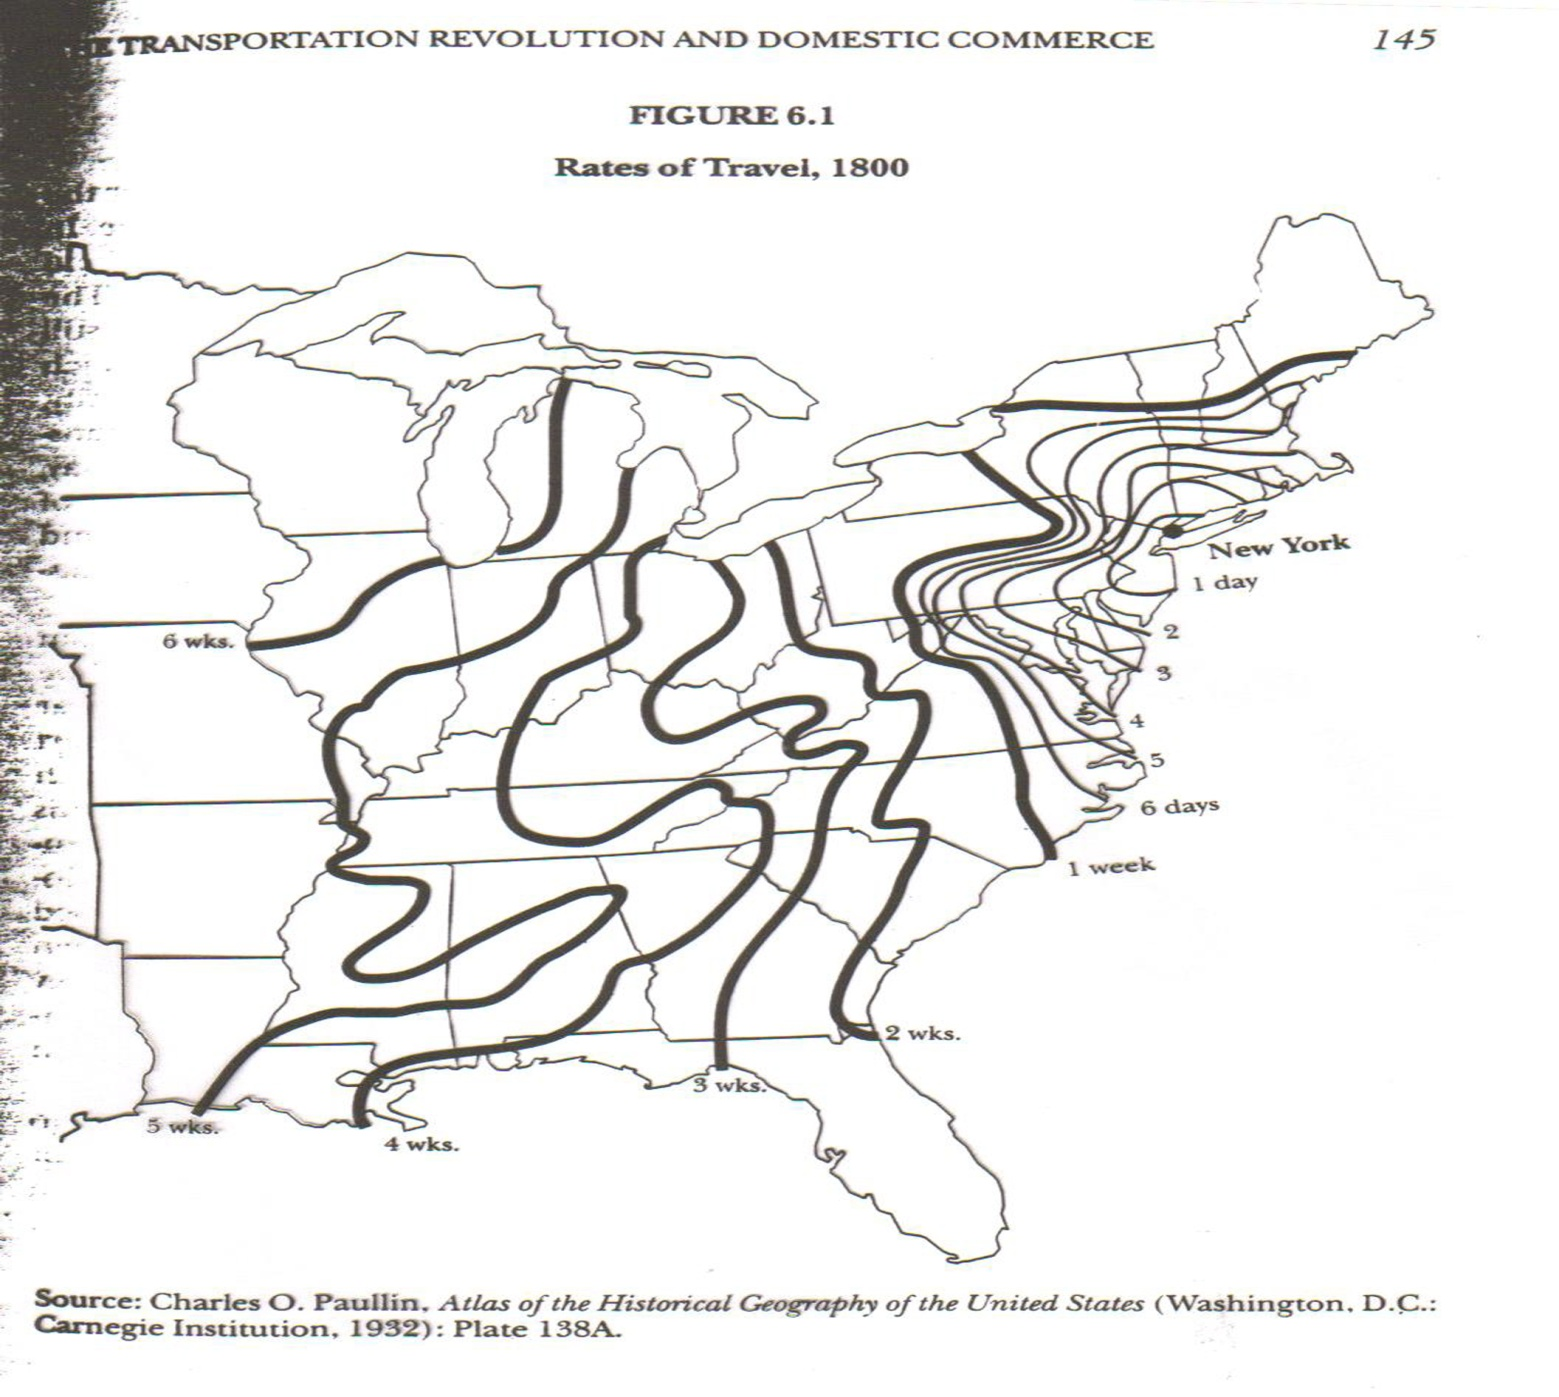 E TRANSPORTATION REVOLUTION AND DOMESTIC COMMERCE 145
FIGURE 6.1
Rates of Travel, 1800
New York
1 day
2
3
4
5
6 days
1 week
2 wks.
3 wks.
4 wks.
5 wks.
6 wks.
Source: Charles O. Paullin, Atlas of the Historical Geography of the United States (Washington, D.C.:
Carnegie Institution, 1932): Plate 138A.